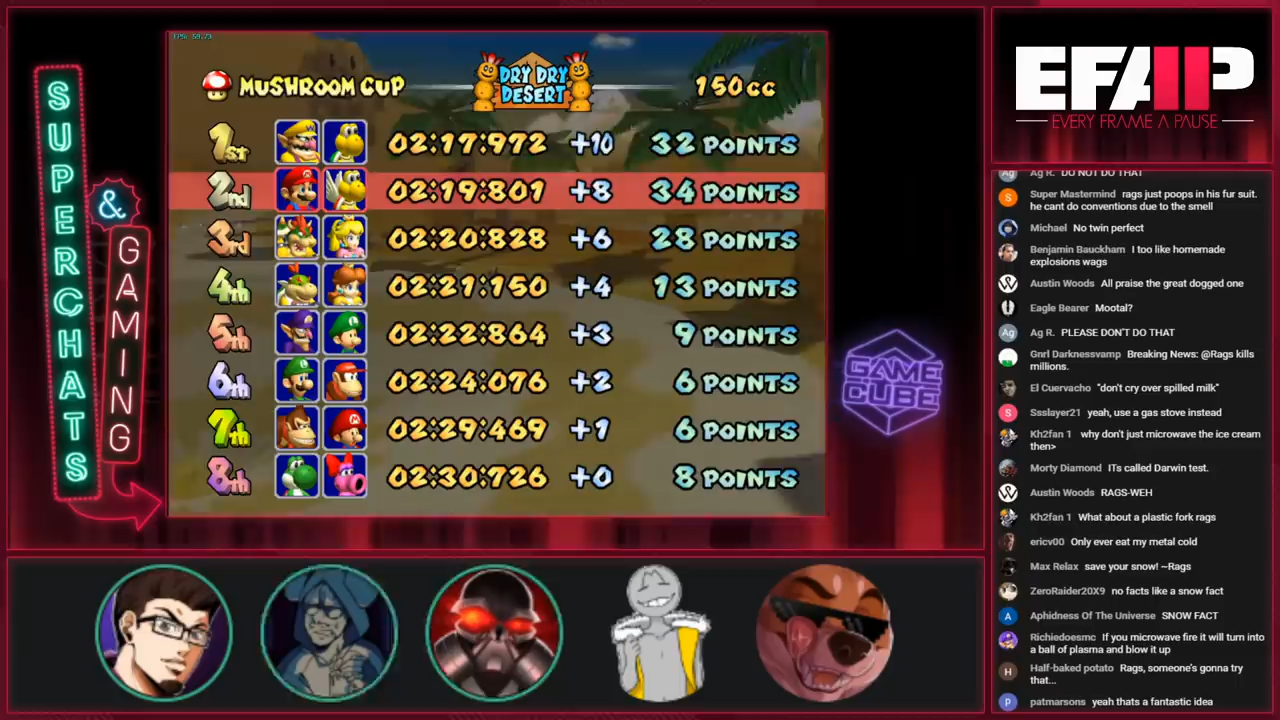 FPS: 59.73
SUPERCHATS
&
GAMING
MUSHROOM CUP
DRY DRY
DESERT
150cc
1st 02:17:972 +10 32 POINTS
2nd 02:19:801 +8 34 POINTS
3rd 02:20:828 +6 28 POINTS
4th 02:21:150 +4 13 POINTS
5th 02:22:864 +3 9 POINTS
6th 02:24:076 +2 6 POINTS
7th 02:29:469 +1 6 POINTS
8th 02:30:726 +0 8 POINTS
GAME
CUBE
EFAP
EVERY FRAME A PAUSE
Ag Ag R. DO NOT DO THAT
S Super Mastermind rags just poops in his fur suit.
he cant do conventions due to the smell
Michael No twin perfect
Benjamin Bauckham I too like homemade
explosions wags
Austin Woods All praise the great dogged one
Eagle Bearer Mootal?
Ag Ag R. PLEASE DON'T DO THAT
Gnrl Darknessvamp Breaking News: @Rags kills
millions.
El Cuervacho "don't cry over spilled milk"
S Ssslayer21 yeah, use a gas stove instead
Kh2fan 1 why don't just microwave the ice cream
then>
Morty Diamond ITs called Darwin test.
Austin Woods RAGS-WEH
Kh2fan 1 What about a plastic fork rags
ericv00 Only ever eat my metal cold
Max Relax save your snow! ~Rags
ZeroRaider20X9 no facts like a snow fact
A Aphidness Of The Universe SNOW FACT
Richiedoesmc If you microwave fire it will turn into
a ball of plasma and blow it up
H Half-baked potato Rags, someone's gonna try
that...
P patmarsons yeah thats a fantastic idea